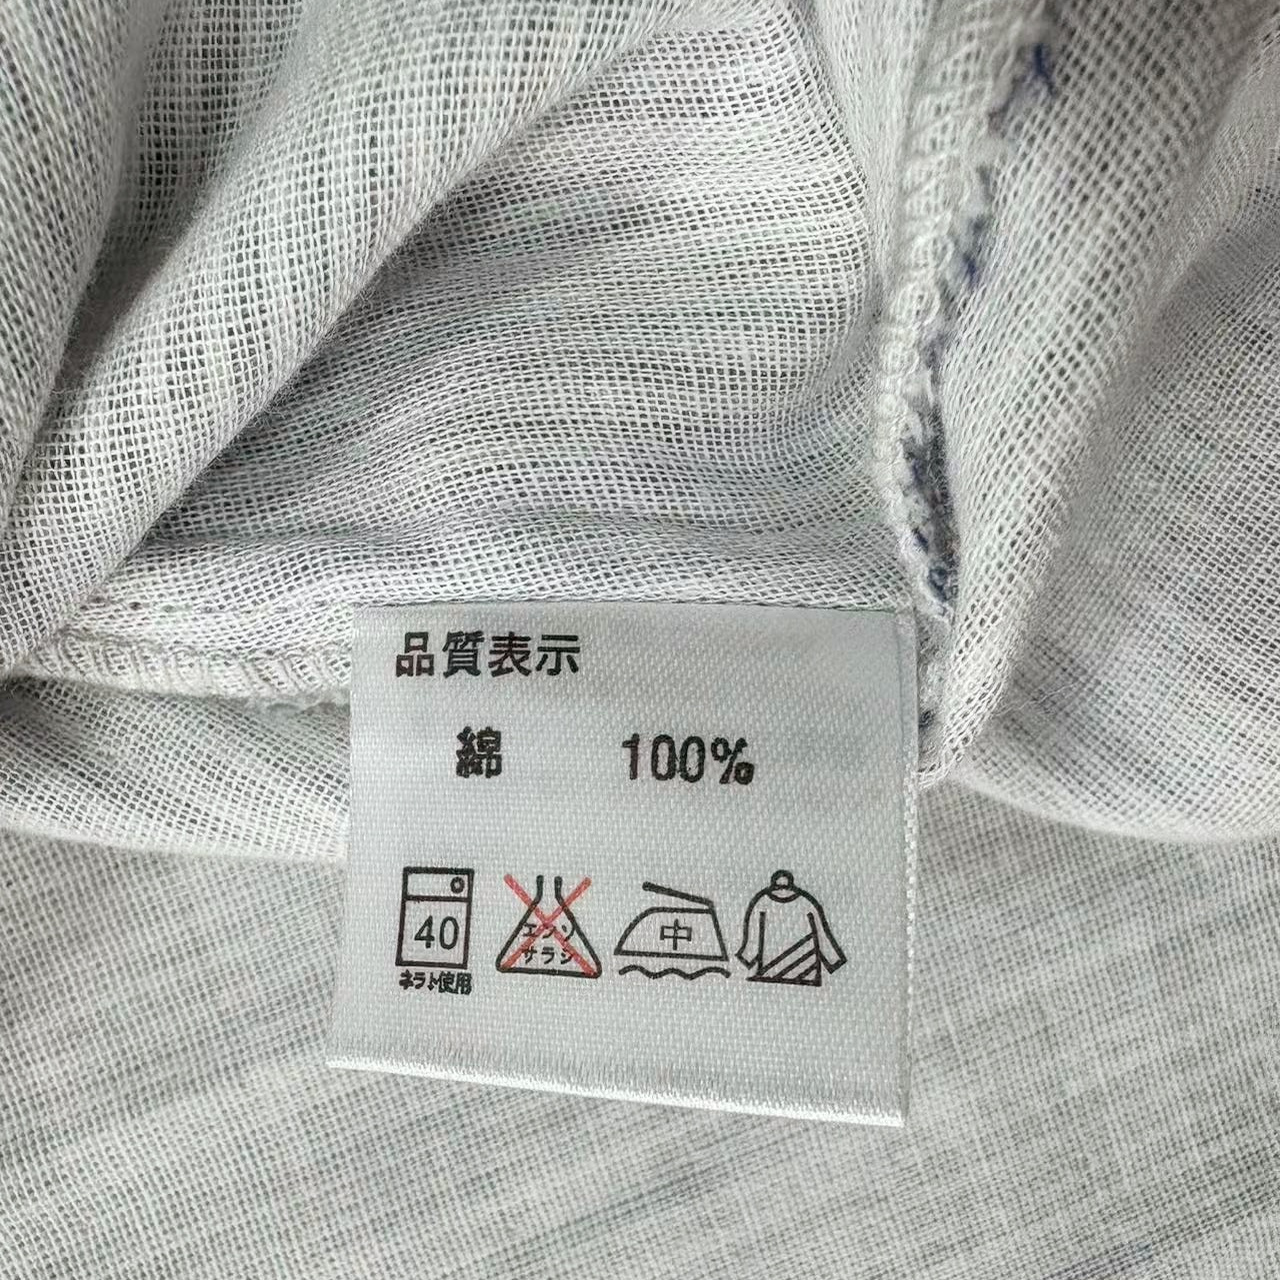 品質表示
綿 100%
40
ネット使用
エンソ
サラシ
中